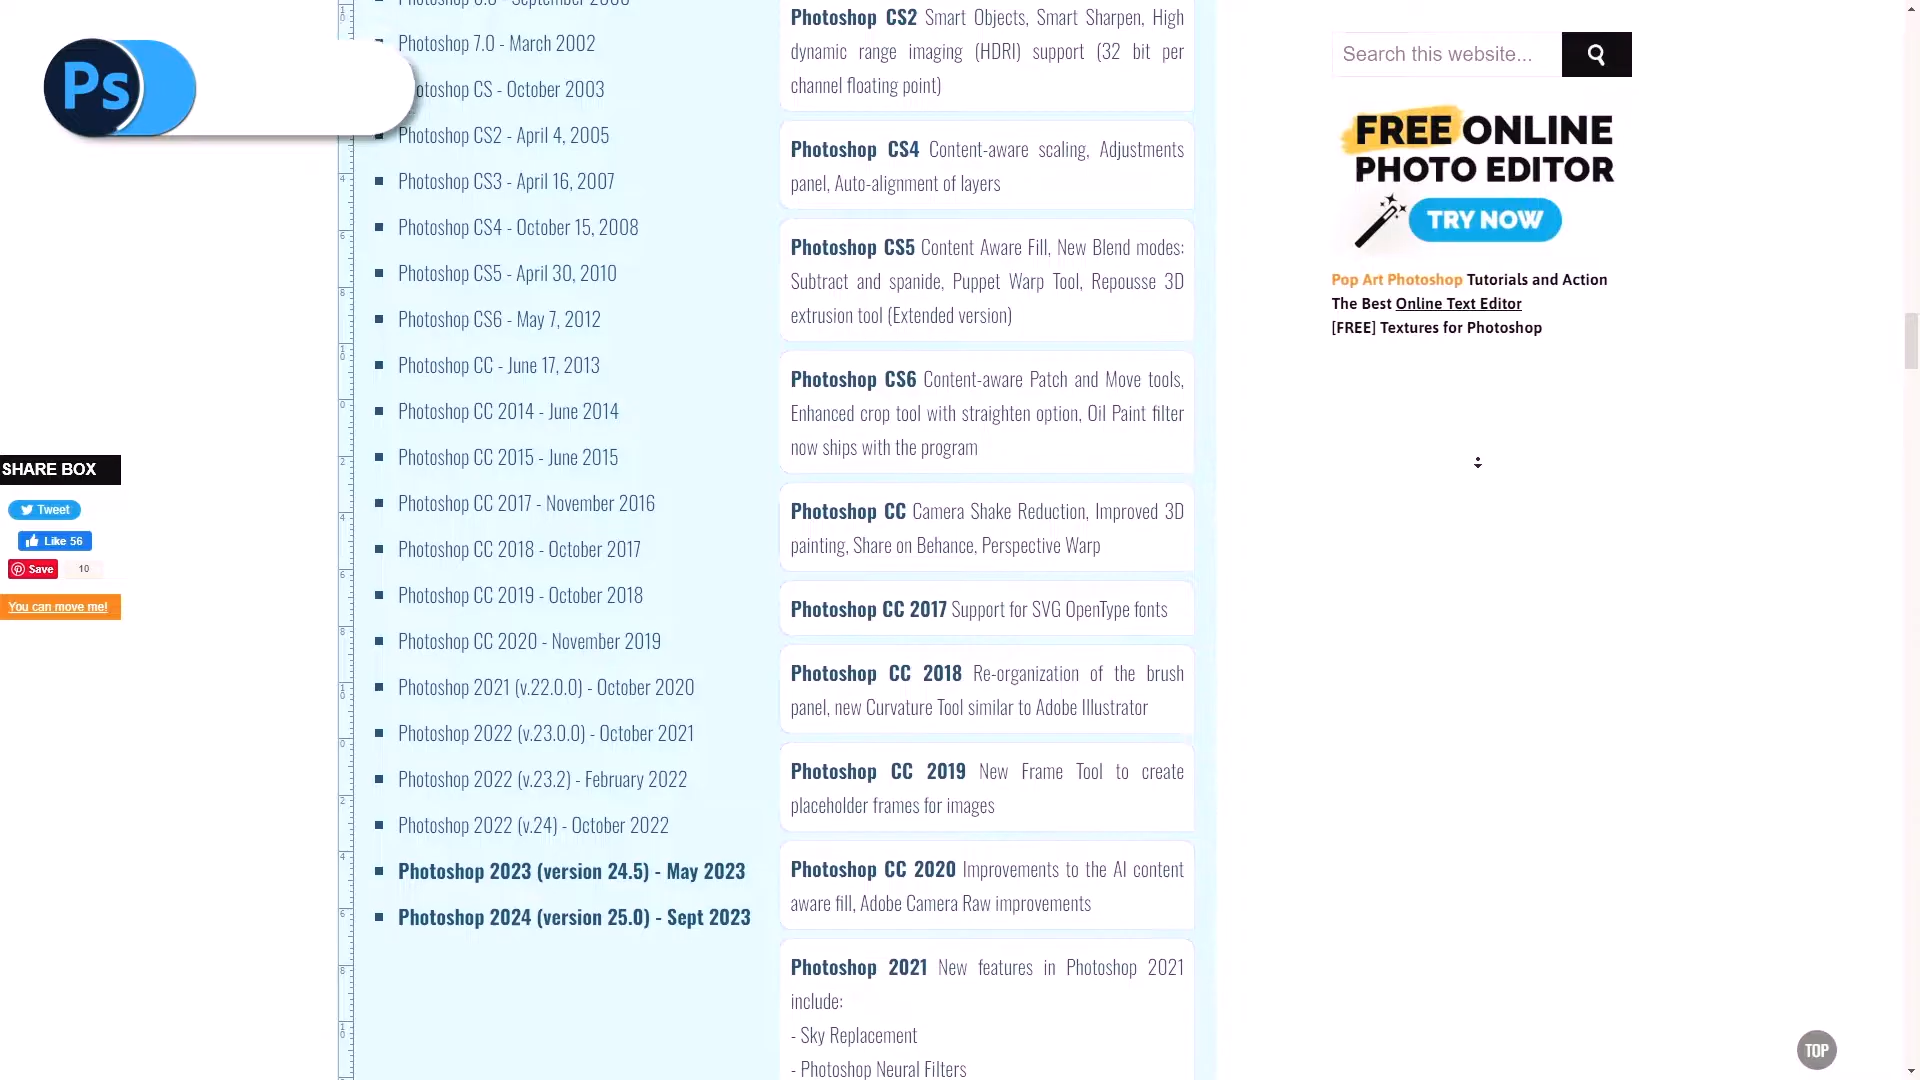 Photoshop 7.0 - March 2002
otoshop CS - October 2003
Photoshop CS2 - April 4, 2005
Photoshop CS3 - April 16, 2007
Photoshop CS4 - October 15, 2008
Photoshop CS5 - April 30, 2010
Photoshop CS6 - May 7, 2012
Photoshop CC - June 17, 2013
Photoshop CC 2014 - June 2014
Photoshop CC 2015 - June 2015
Photoshop CC 2017 - November 2016
Photoshop CC 2018 - October 2017
Photoshop CC 2019 - October 2018
Photoshop CC 2020 - November 2019
Photoshop 2021 (v.22.0.0) - October 2020
Photoshop 2022 (v.23.0.0) - October 2021
Photoshop 2022 (v.23.2) - February 2022
Photoshop 2022 (v.24) - October 2022
Photoshop 2023 (version 24.5) - May 2023
Photoshop 2024 (version 25.0) - Sept 2023
Photoshop CS2 Smart Objects, Smart Sharpen, High
dynamic range imaging (HDRI) support (32 bit per
channel floating point)
Photoshop CS4 Content-aware scaling, Adjustments
panel, Auto-alignment of layers
Photoshop CS5 Content Aware Fill, New Blend modes:
Subtract and spanide, Puppet Warp Tool, Repousse 3D
extrusion tool (Extended version)
Photoshop CS6 Content-aware Patch and Move tools,
Enhanced crop tool with straighten option, Oil Paint filter
now ships with the program
Photoshop CC Camera Shake Reduction, Improved 3D
painting, Share on Behance, Perspective Warp
Photoshop CC 2017 Support for SVG OpenType fonts
Photoshop CC 2018 Re-organization of the brush
panel, new Curvature Tool similar to Adobe Illustrator
Photoshop CC 2019 New Frame Tool to create
placeholder frames for images
Photoshop CC 2020 Improvements to the AI content
aware fill, Adobe Camera Raw improvements
Photoshop 2021 New features in Photoshop 2021
include:
- Sky Replacement
- Photoshop Neural Filters
Ps
SHARE BOX
Tweet
Like 56
Save 10
You can move me!
Search this website...
FREE ONLINE
PHOTO EDITOR
TRY NOW
Pop Art Photoshop Tutorials and Action
The Best Online Text Editor
[FREE] Textures for Photoshop
TOP